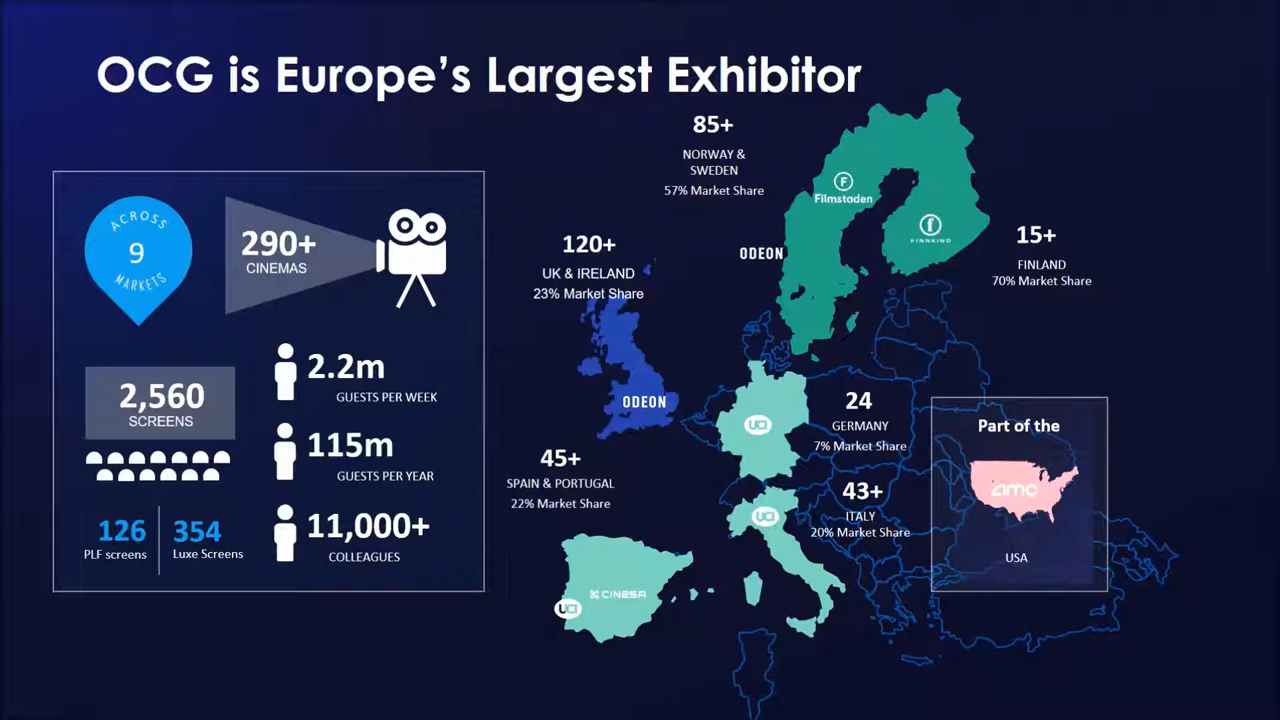 OCG is Europe's Largest Exhibitor
ACROSS
9
MARKETS
290+
CINEMAS
2,560
SCREENS
126
PLF screens
354
Luxe Screens
2.2m
GUESTS PER WEEK
115m
GUESTS PER YEAR
11,000+
COLLEAGUES
85+
NORWAY &
SWEDEN
57% Market Share
F
Filmstaden
f
FINNKINO
ODEON
15+
FINLAND
70% Market Share
120+
UK & IRELAND
23% Market Share
ODEON
UCI
24
GERMANY
7% Market Share
45+
SPAIN & PORTUGAL
22% Market Share
UCI
CINESA
UCI
43+
ITALY
20% Market Share
Part of the
amc
USA